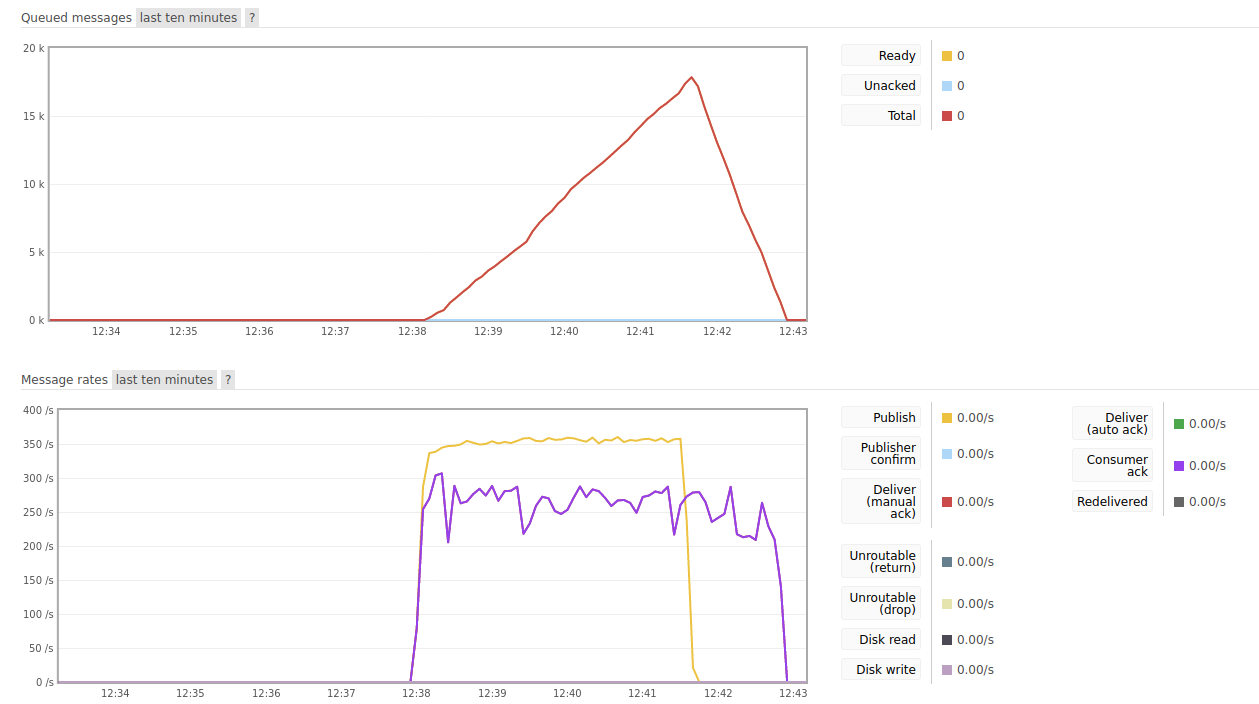 Queued messages last ten minutes ?
20 k
15 k
10 k
5 k
0 k
12:34 12:35 12:36 12:37 12:38 12:39 12:40 12:41 12:42 12:43
Ready 0
Unacked 0
Total 0
Message rates last ten minutes ?
400 /s
350 /s
300 /s
250 /s
200 /s
150 /s
100 /s
50 /s
0 /s
12:34 12:35 12:36 12:37 12:38 12:39 12:40 12:41 12:42 12:43
Publish 0.00/s
Publisher
confirm 0.00/s
Deliver
(manual 0.00/s
ack)
Unroutable
(return) 0.00/s
Unroutable
(drop) 0.00/s
Disk read 0.00/s
Disk write 0.00/s
Deliver
(auto ack) 0.00/s
Consumer
ack 0.00/s
Redelivered 0.00/s